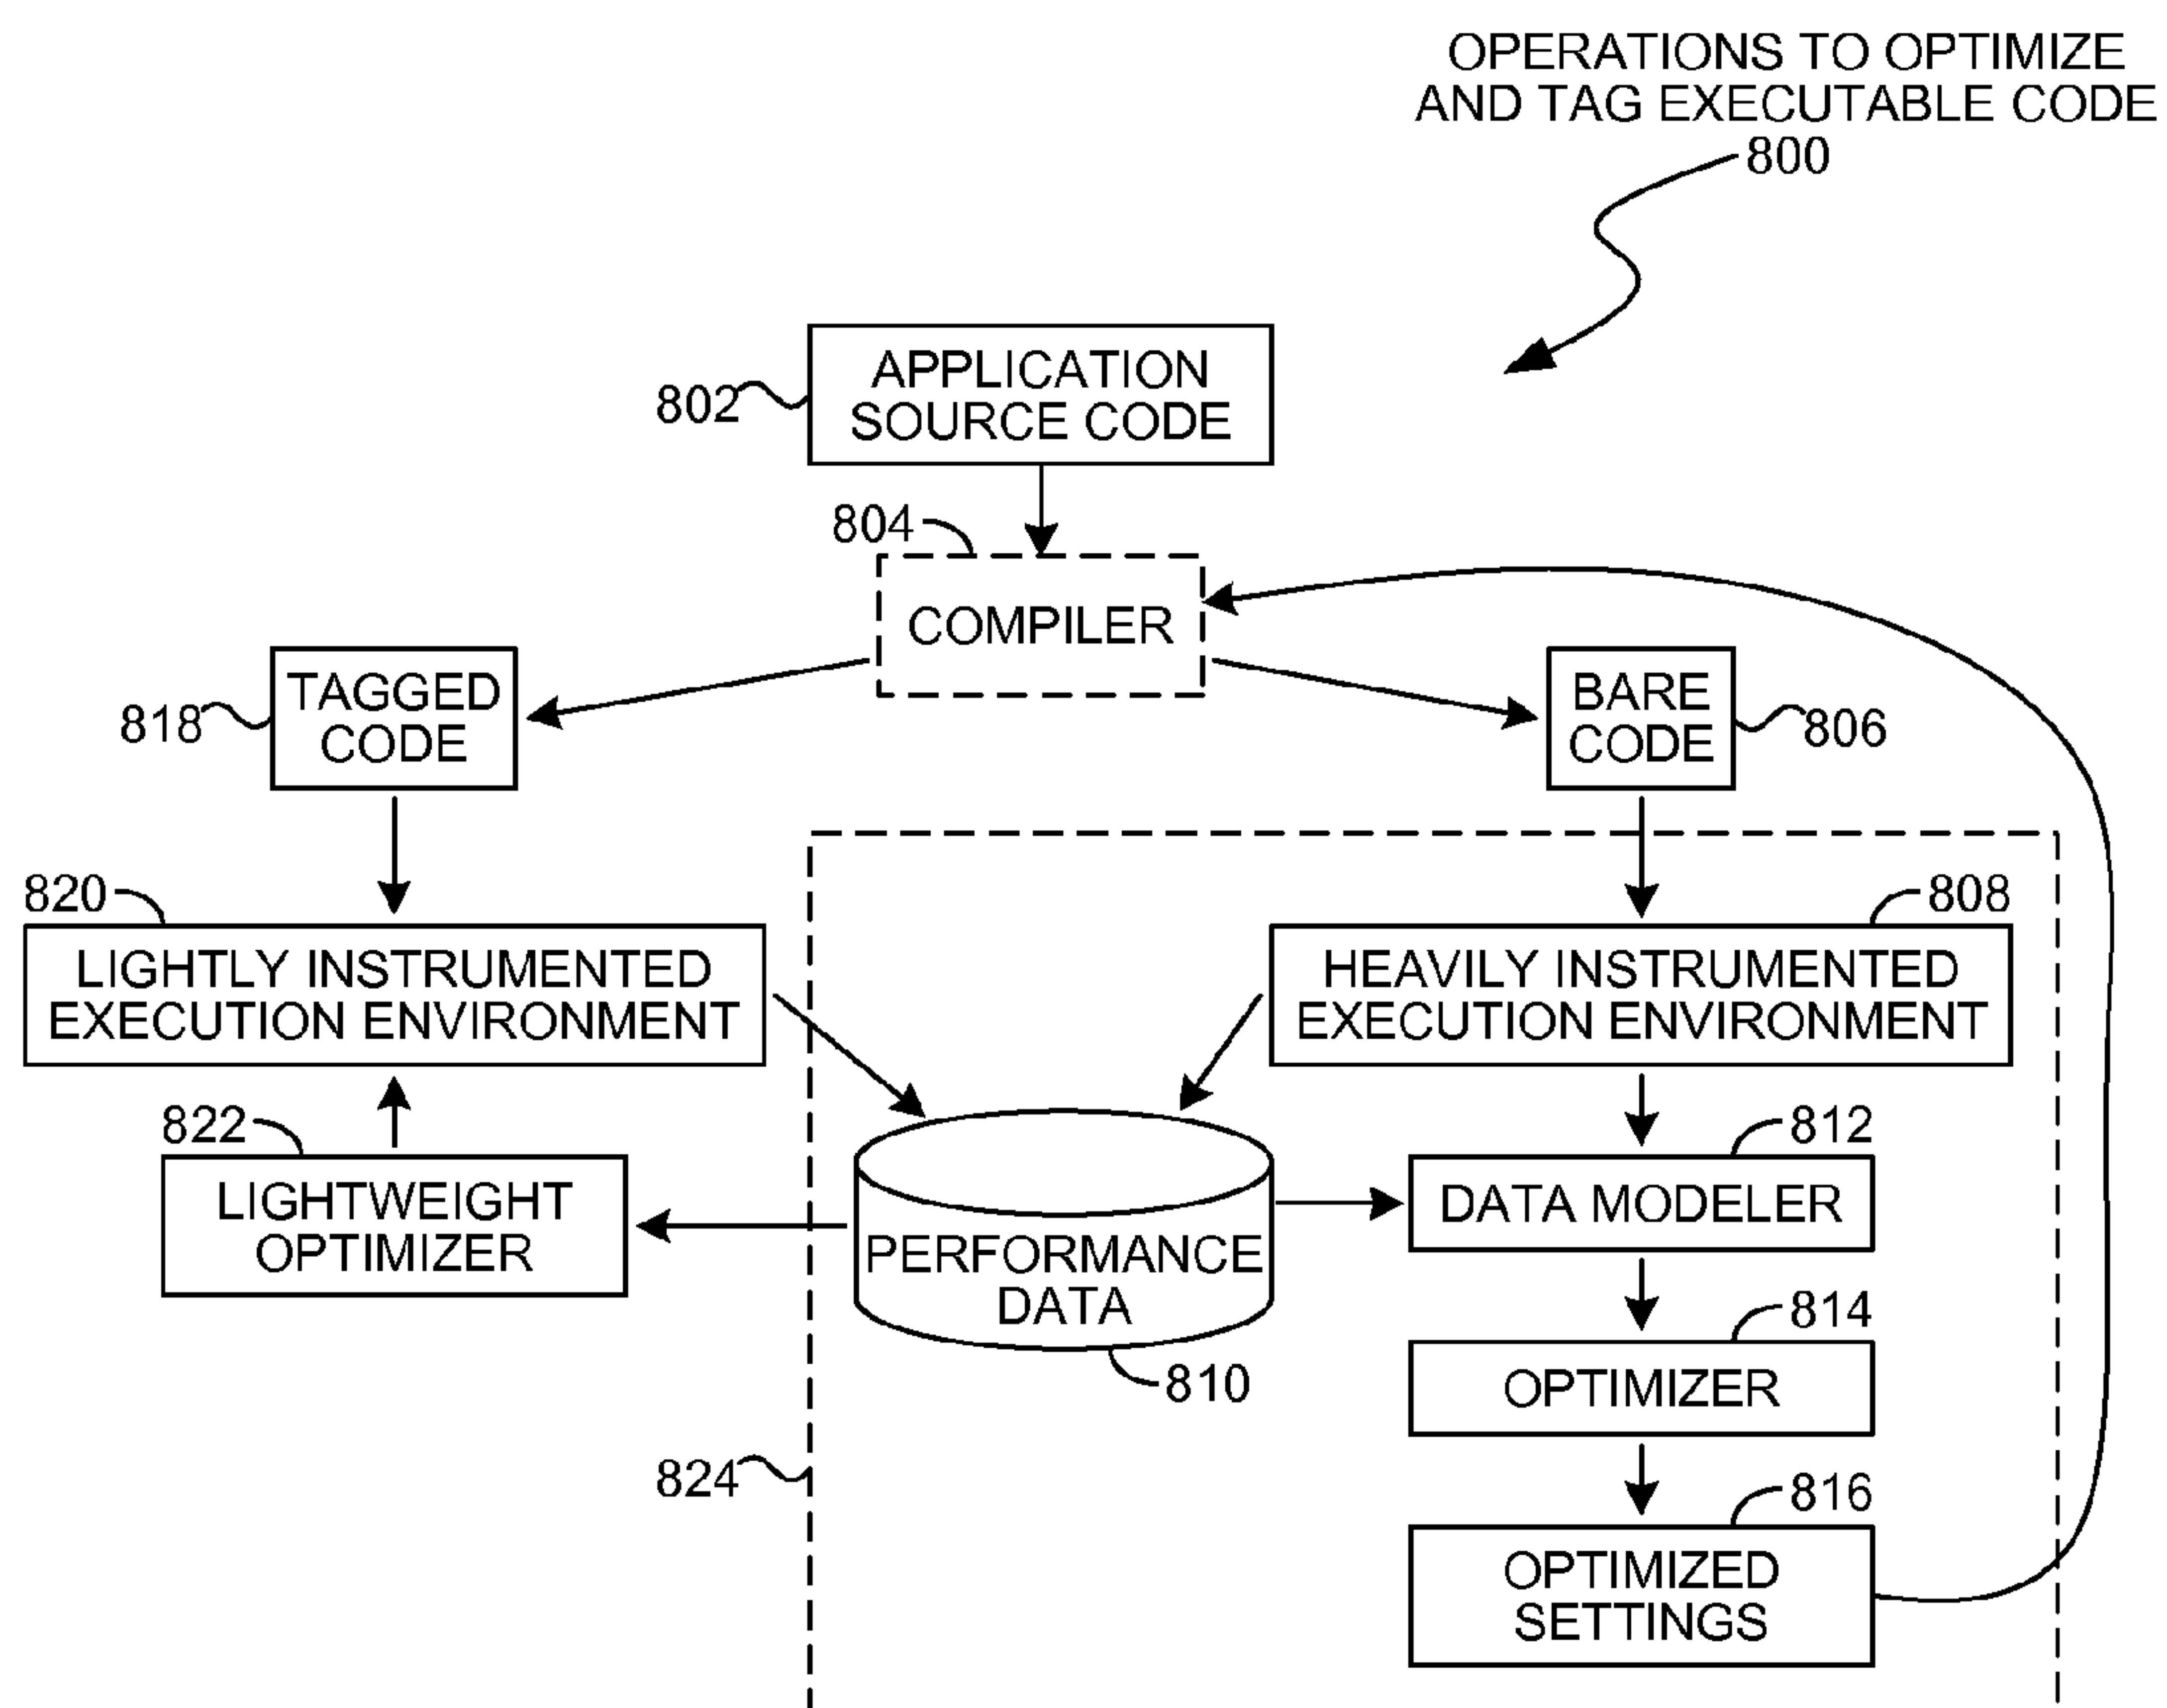 OPERATIONS TO OPTIMIZE
AND TAG EXECUTABLE CODE
800
802
APPLICATION
SOURCE CODE
804
COMPILER
818
TAGGED
CODE
BARE
CODE
806
820
LIGHTLY INSTRUMENTED
EXECUTION ENVIRONMENT
808
HEAVILY INSTRUMENTED
EXECUTION ENVIRONMENT
822
LIGHTWEIGHT
OPTIMIZER
PERFORMANCE
DATA
810
812
DATA MODELER
814
OPTIMIZER
824
816
OPTIMIZED
SETTINGS